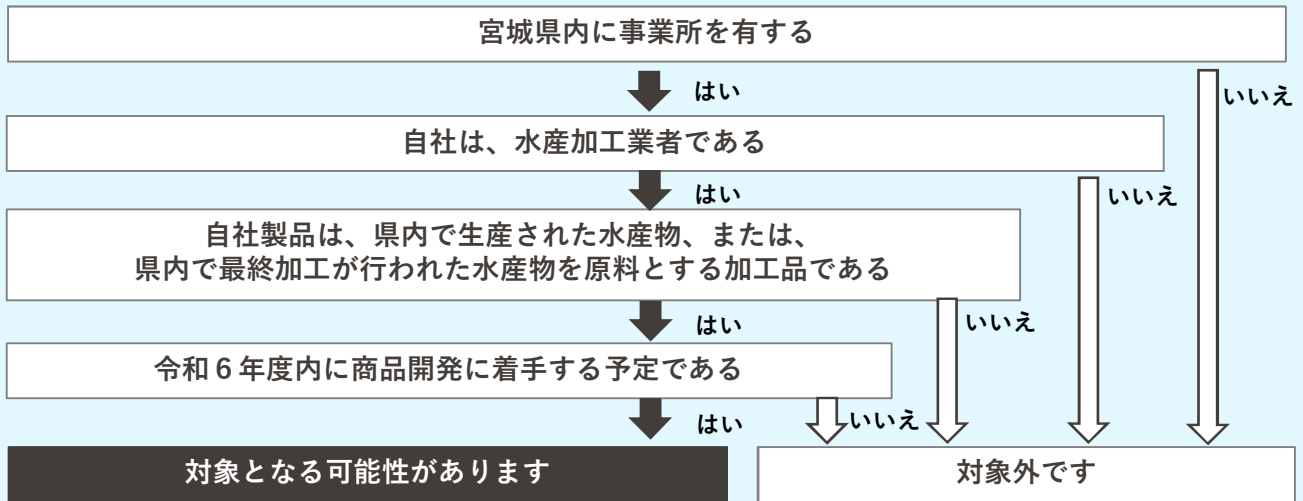 宮城県内に事業所を有する
はい
いいえ
自社は、水産加工業者である
はい
いいえ
自社製品は、県内で生産された水産物、または、
県内で最終加工が行われた水産物を原料とする加工品である
はい
いいえ
令和６年度内に商品開発に着手する予定である
はい
いいえ
対象となる可能性があります
対象外です